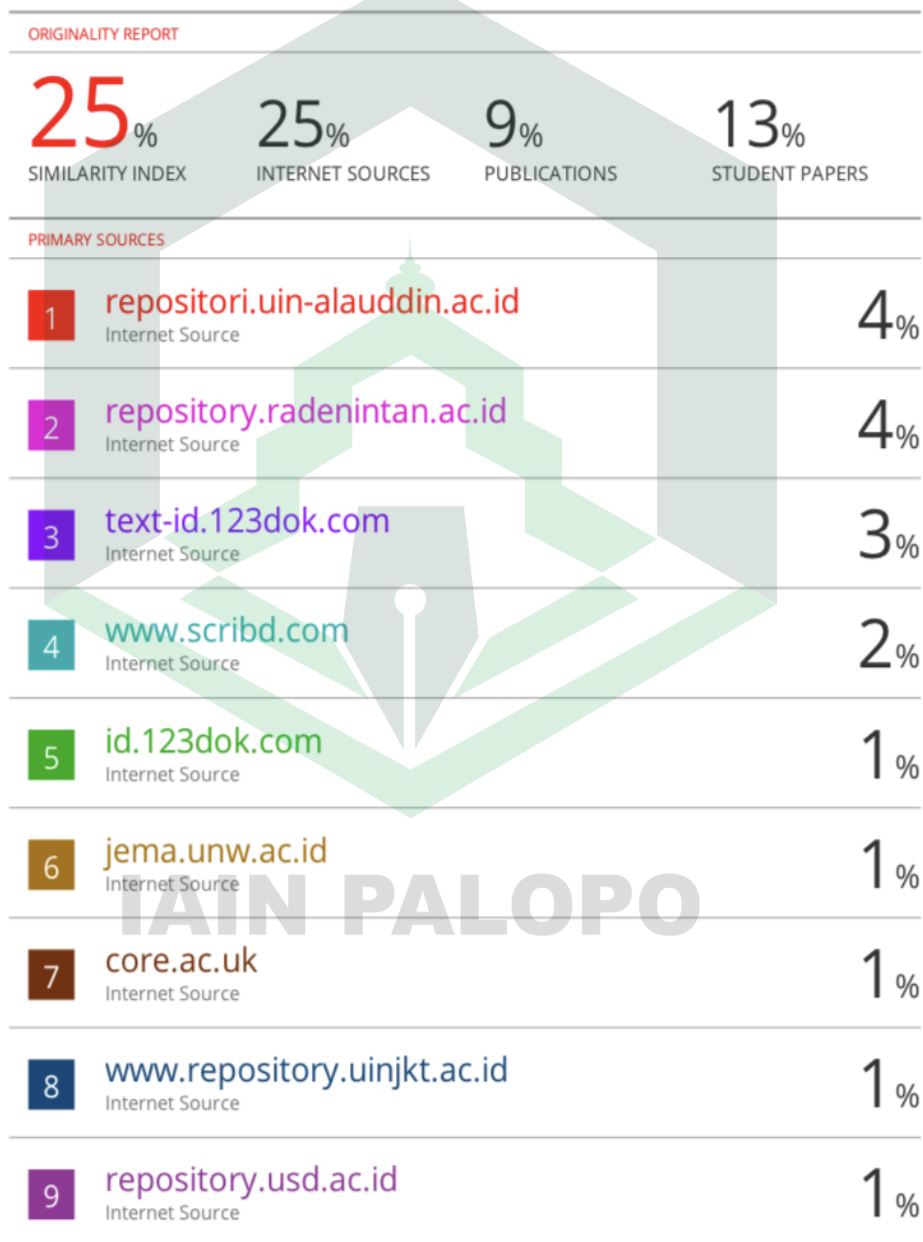 ORIGINALITY REPORT
25% 25% 9% 13%
SIMILARITY INDEX INTERNET SOURCES PUBLICATIONS STUDENT PAPERS
PRIMARY SOURCES
1 repositori.uin-alauddin.ac.id 4%
Internet Source
2 repository.radenintan.ac.id 4%
Internet Source
3 text-id.123dok.com 3%
Internet Source
4 www.scribd.com 2%
Internet Source
5 id.123dok.com 1%
Internet Source
6 jema.unw.ac.id 1%
Internet Source
IAIN PALOPO
7 core.ac.uk 1%
Internet Source
8 www.repository.uinjkt.ac.id 1%
Internet Source
9 repository.usd.ac.id 1%
Internet Source